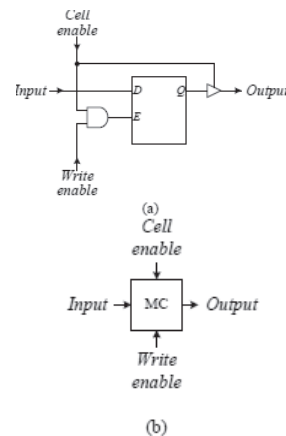 Cell
enable
Input
D
Q
Output
E
Write
enable
(a)
Cell
enable
Input
MC
Output
Write
enable
(b)